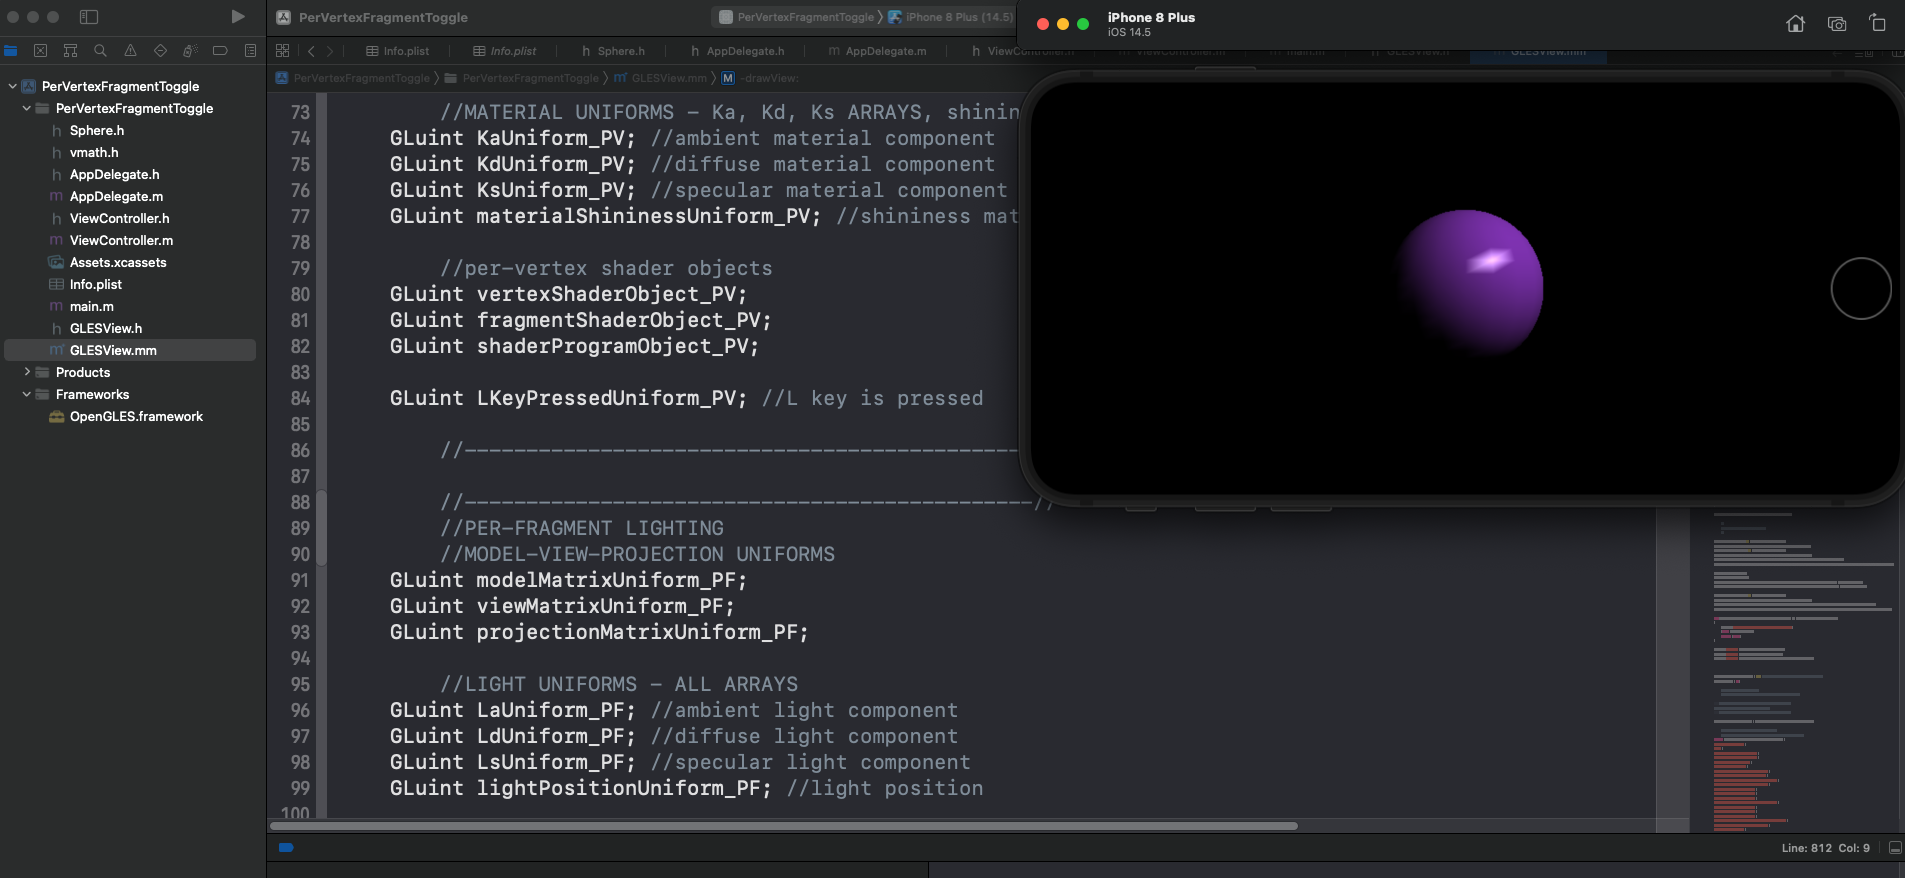 PerVertexFragmentToggle
PerVertexFragmentToggle
iPhone 8 Plus (14.5)
iPhone 8 Plus
iOS 14.5
Info.plist
Info.plist
Sphere.h
AppDelegate.h
AppDelegate.m
ViewController.h
ViewController.m
main.m
GLESView.h
GLESView.mm
PerVertexFragmentToggle
PerVertexFragmentToggle
GLESView.mm
M
-drawView:
PerVertexFragmentToggle
PerVertexFragmentToggle
h Sphere.h
h vmath.h
h AppDelegate.h
m AppDelegate.m
h ViewController.h
m ViewController.m
Assets.xcassets
Info.plist
m main.m
h GLESView.h
m GLESView.mm
Products
Frameworks
OpenGLES.framework
73 //MATERIAL UNIFORMS - Ka, Kd, Ks ARRAYS, shinin
74 GLuint KaUniform_PV; //ambient material component
75 GLuint KdUniform_PV; //diffuse material component
76 GLuint KsUniform_PV; //specular material component
77 GLuint materialShininessUniform_PV; //shininess mat
78
79 //per-vertex shader objects
80 GLuint vertexShaderObject_PV;
81 GLuint fragmentShaderObject_PV;
82 GLuint shaderProgramObject_PV;
83
84 GLuint LKeyPressedUniform_PV; //L key is pressed
85
86 //----------------------------------------------
87
88 //----------------------------------------------//
89 //PER-FRAGMENT LIGHTING
90 //MODEL-VIEW-PROJECTION UNIFORMS
91 GLuint modelMatrixUniform_PF;
92 GLuint viewMatrixUniform_PF;
93 GLuint projectionMatrixUniform_PF;
94
95 //LIGHT UNIFORMS - ALL ARRAYS
96 GLuint LaUniform_PF; //ambient light component
97 GLuint LdUniform_PF; //diffuse light component
98 GLuint LsUniform_PF; //specular light component
99 GLuint lightPositionUniform_PF; //light position
100
Line: 812 Col: 9